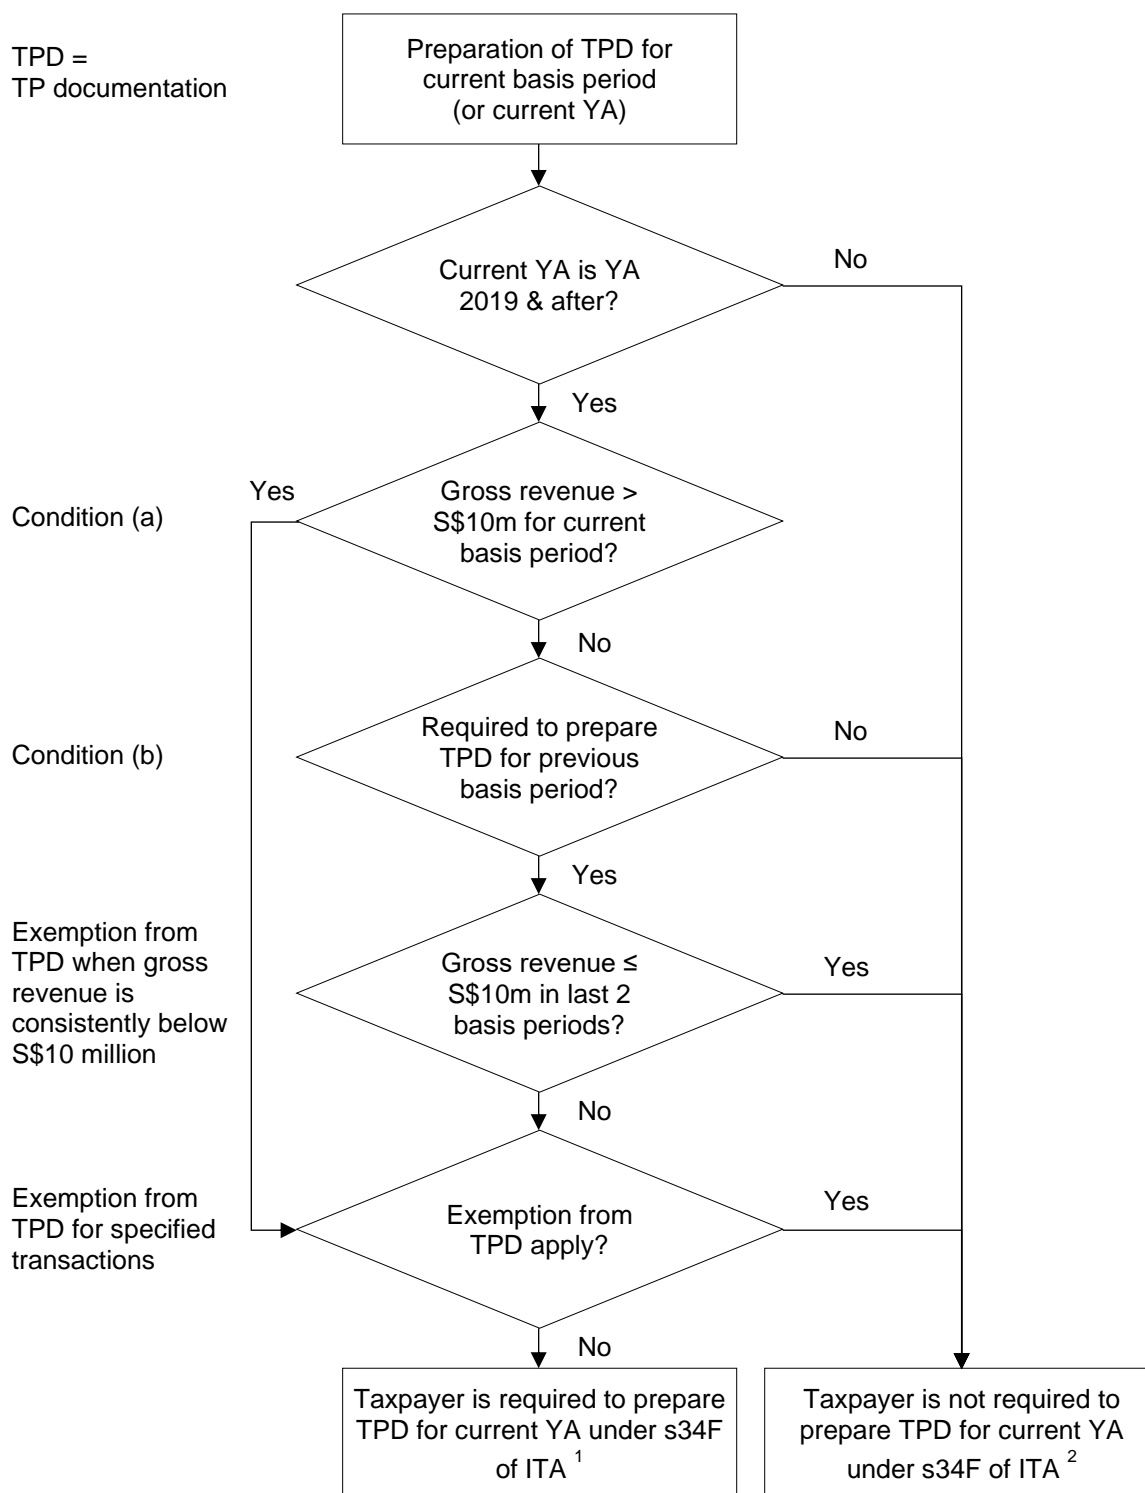 TPD =
TP documentation
Preparation of TPD for
current basis period
(or current YA)
Current YA is YA
2019 & after?
No
Yes
Condition (a)
Yes
Gross revenue >
S$10m for current
basis period?
No
Condition (b)
Required to prepare
TPD for previous
basis period?
No
Yes
Exemption from
TPD when gross
revenue is
consistently below
S$10 million
Gross revenue ≤
S$10m in last 2
basis periods?
Yes
No
Exemption from
TPD for specified
transactions
Exemption from
TPD apply?
Yes
No
Taxpayer is required to prepare
TPD for current YA under s34F
of ITA 1
Taxpayer is not required to
prepare TPD for current YA
under s34F of ITA 2